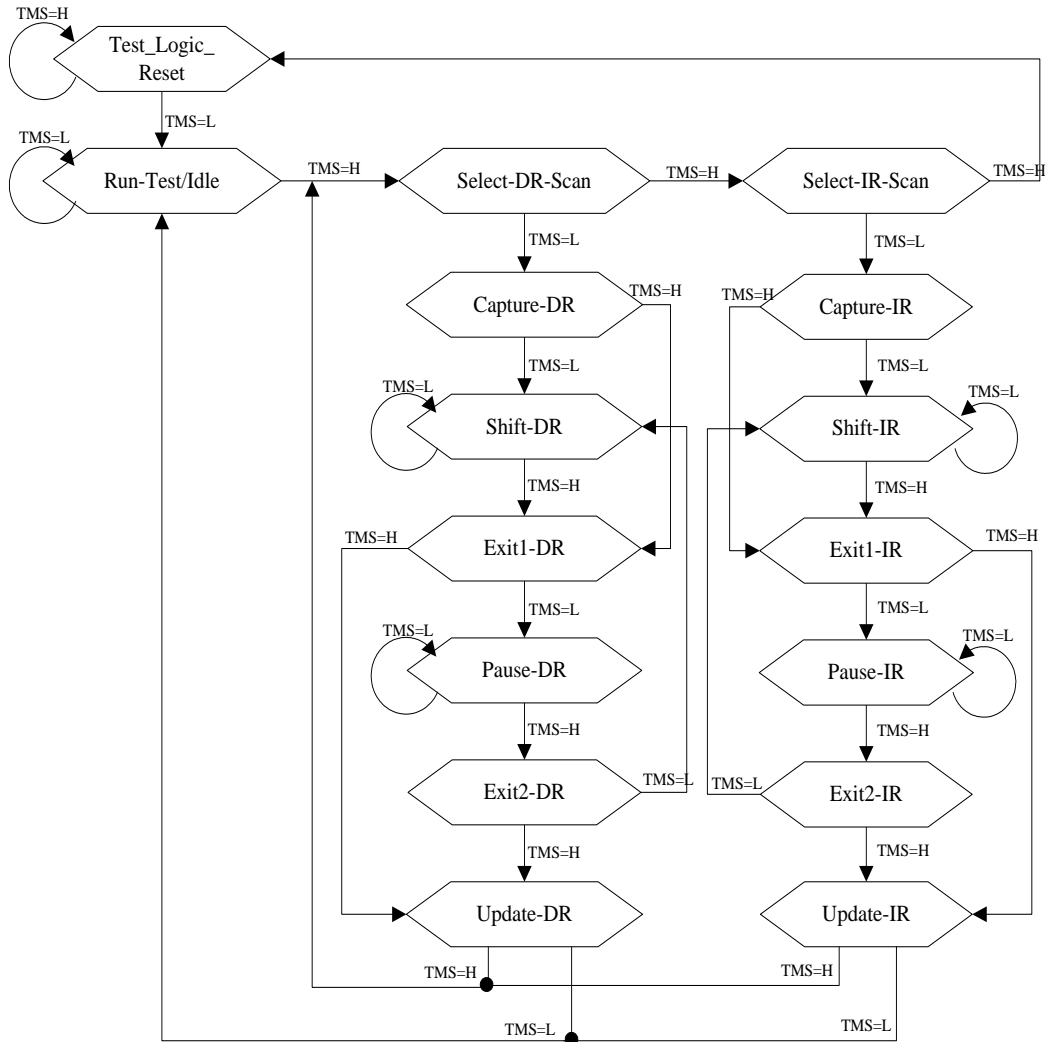 TMS=H
Test_Logic_
Reset
TMS=L
TMS=L
Run-Test/Idle
TMS=H
Select-DR-Scan
TMS=H
Select-IR-Scan
TMS=H
TMS=L
TMS=L
Capture-DR
TMS=H
TMS=H
Capture-IR
TMS=L
TMS=L
TMS=L
Shift-DR
Shift-IR
TMS=L
TMS=H
TMS=H
TMS=H
Exit1-DR
Exit1-IR
TMS=H
TMS=L
TMS=L
TMS=L
Pause-DR
Pause-IR
TMS=L
TMS=H
TMS=H
Exit2-DR
TMS=L
TMS=L
Exit2-IR
TMS=H
TMS=H
Update-DR
Update-IR
TMS=H
TMS=H
TMS=L
TMS=L